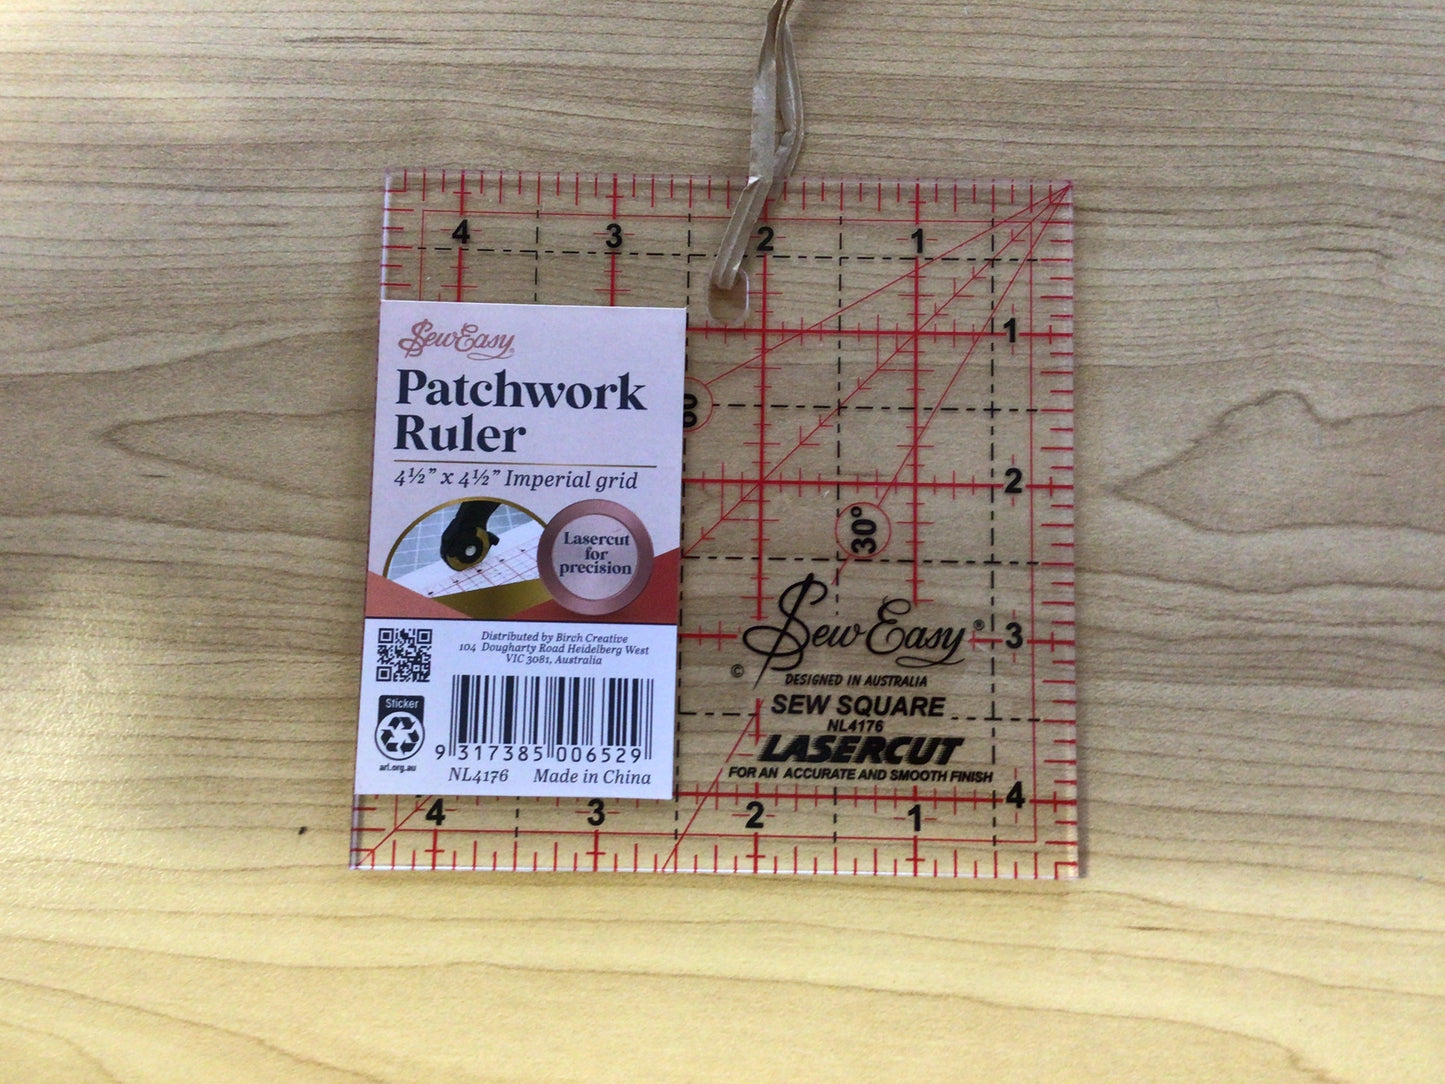 4 3 2 1
1
SewEasy®
Patchwork
Ruler
4½” x 4½” Imperial grid
Lasercut
for
precision
2
30°
Distributed by Birch Creative
104 Dougharty Road Heidelberg West
VIC 3081, Australia
Sticker
arl.org.au
9 317385 006529
NL4176 Made in China
SewEasy®
3
©
DESIGNED IN AUSTRALIA
SEW SQUARE
NL4176
LASERCUT
FOR AN ACCURATE AND SMOOTH FINISH
4
4 3 2 1